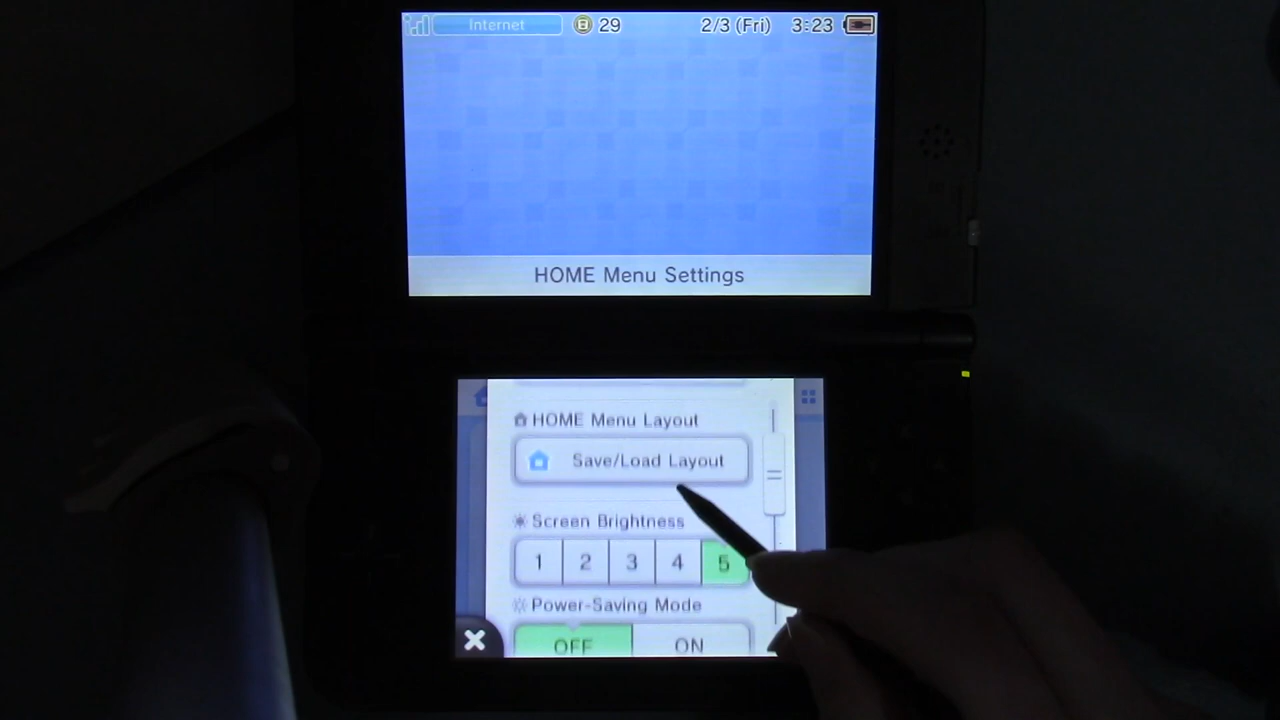 Internet 29 2/3 (Fri) 3:23
HOME Menu Settings
HOME Menu Layout
Save/Load Layout
Screen Brightness
1 2 3 4 5
Power-Saving Mode
OFF ON